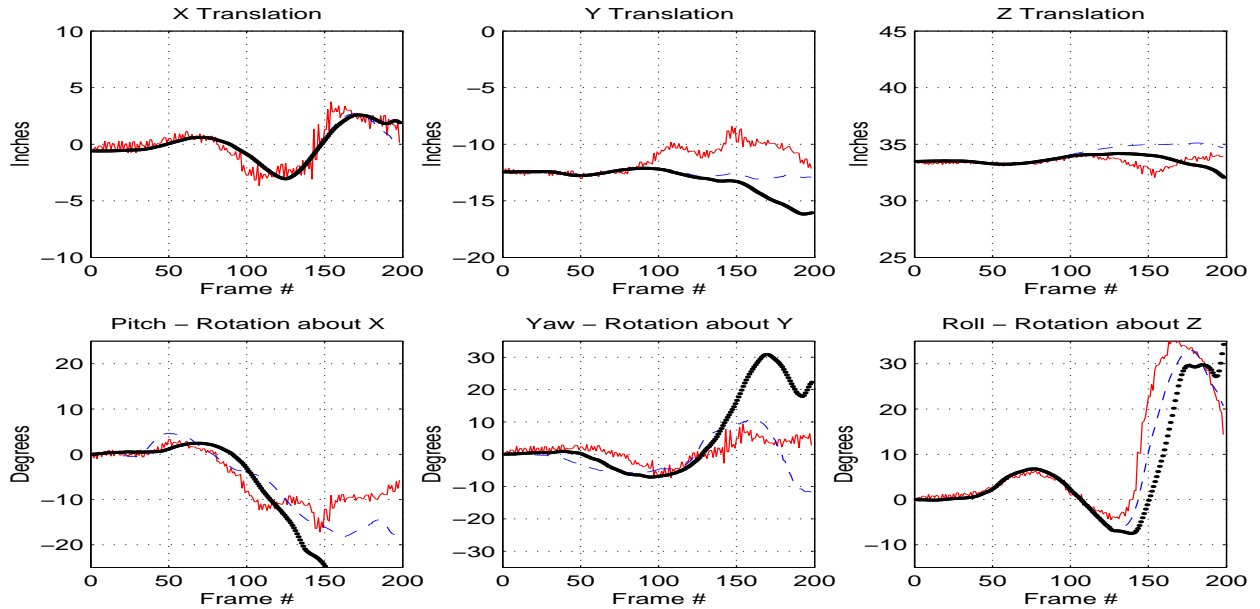 X Translation
10
5
0
−5
−10
Inches
0 50 100 150 200
Frame #
Y Translation
0
−5
−10
−15
−20
Inches
0 50 100 150 200
Frame #
Z Translation
45
40
35
30
25
Inches
0 50 100 150 200
Frame #
Pitch − Rotation about X
20
10
0
−10
−20
Degrees
0 50 100 150 200
Frame #
Yaw − Rotation about Y
30
20
10
0
−10
−20
−30
Degrees
0 50 100 150 200
Frame #
Roll − Rotation about Z
30
20
10
0
−10
Degrees
0 50 100 150 200
Frame #